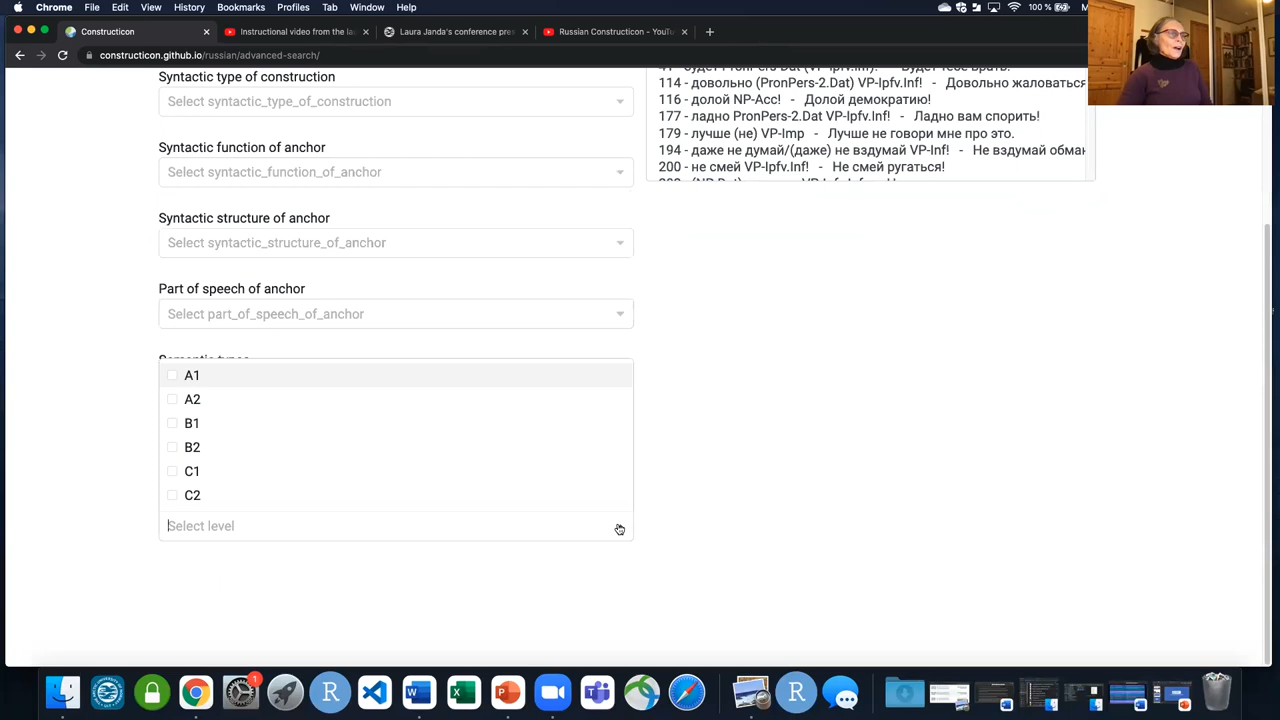 Chrome File Edit View History Bookmarks Profiles Tab Window Help 100 %
Constructicon Instructional video from the la Laura Janda's conference pres Russian Constructicon - YouTu
constructicon.github.io/russian/advanced-search/
Syntactic type of construction
Select syntactic_type_of_construction
Syntactic function of anchor
Select syntactic_function_of_anchor
Syntactic structure of anchor
Select syntactic_structure_of_anchor
Part of speech of anchor
Select part_of_speech_of_anchor
A1
A2
B1
B2
C1
C2
Select level
114 - довольно (PronPers-2.Dat) VP-Ipfv.Inf! - Довольно жаловаться
116 - долой NP-Acc! - Долой демократию!
177 - ладно PronPers-2.Dat VP-Ipfv.Inf! - Ладно вам спорить!
179 - лучше (не) VP-Imp - Лучше не говори мне про это.
194 - даже не думай/(даже) не вздумай VP-Inf! - Не вздумай обман
200 - не смей VP-Ipfv.Inf! - Не смей ругаться!
1